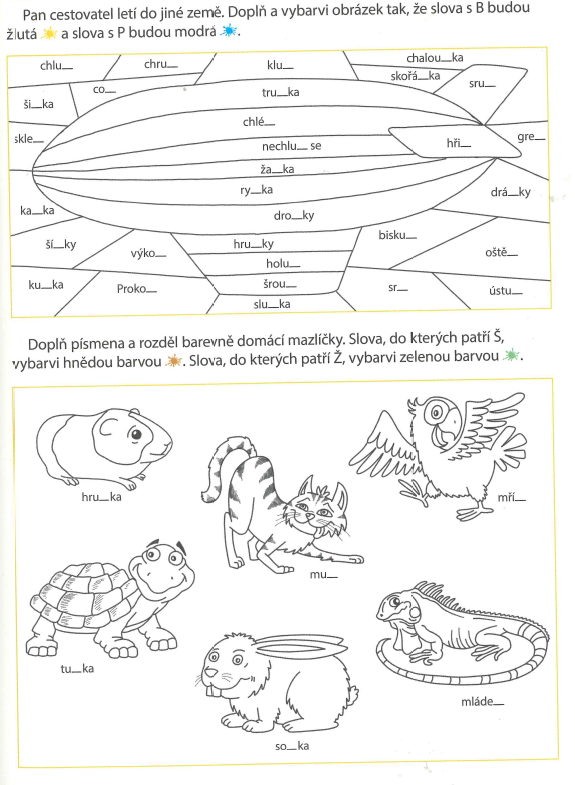 Pan cestovatel letí do jiné země. Doplň a vybarvi obrázek tak, že slova s B budou
žlutá a slova s P budou modrá .
chlu__
chru__
klu__
chalou__ka
skořá__ka
sru__
ši__ka
co__
tru__ka
chlé__
skle__
nechlu__ se
hři__
gre__
ža__ka
ry__ka
drá__ky
ka__ka
dro__ky
ší__ky
výko__
hru__ky
bisku__
oště__
holu__
ku__ka
Proko__
šrou__
sr__
ústu__
slu__ka
Doplň písmena a rozděl barevně domácí mazlíčky. Slova, do kterých patří Š,
vybarvi hnědou barvou . Slova, do kterých patří Ž, vybarvi zelenou barvou .
hru__ka
mří__
mu__
tu__ka
mláde__
so__ka